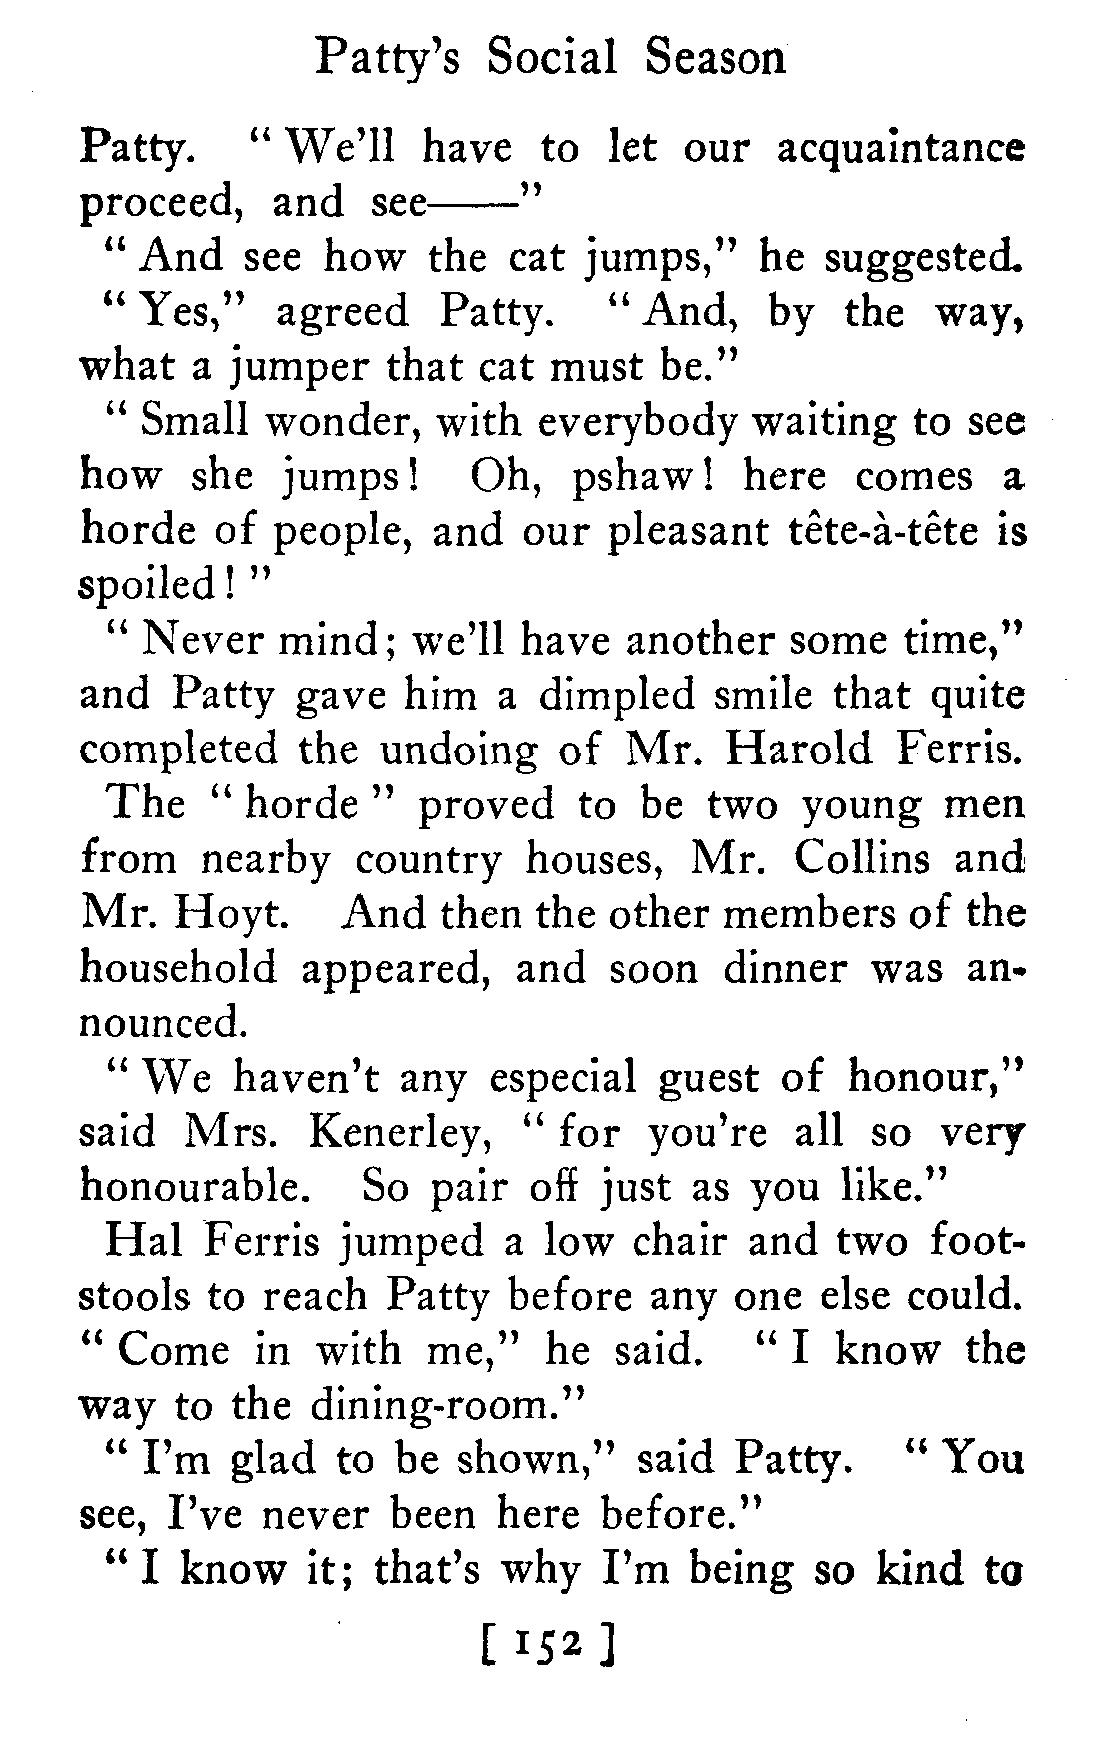 Patty's Social Season
Patty. "We'll have to let our acquaintance
proceed, and see——"
"And see how the cat jumps," he suggested.
"Yes," agreed Patty. "And, by the way,
what a jumper that cat must be."
"Small wonder, with everybody waiting to see
how she jumps! Oh, pshaw! here comes a
horde of people, and our pleasant tête-à-tête is
spoiled!"
"Never mind; we'll have another some time,"
and Patty gave him a dimpled smile that quite
completed the undoing of Mr. Harold Ferris.
The "horde" proved to be two young men
from nearby country houses, Mr. Collins and
Mr. Hoyt. And then the other members of the
household appeared, and soon dinner was an-
nounced.
"We haven't any especial guest of honour,"
said Mrs. Kenerley, "for you're all so very
honourable. So pair off just as you like."
Hal Ferris jumped a low chair and two foot-
stools to reach Patty before any one else could.
"Come in with me," he said. "I know the
way to the dining-room."
"I'm glad to be shown," said Patty. "You
see, I've never been here before."
"I know it; that's why I'm being so kind to
[ 152 ]